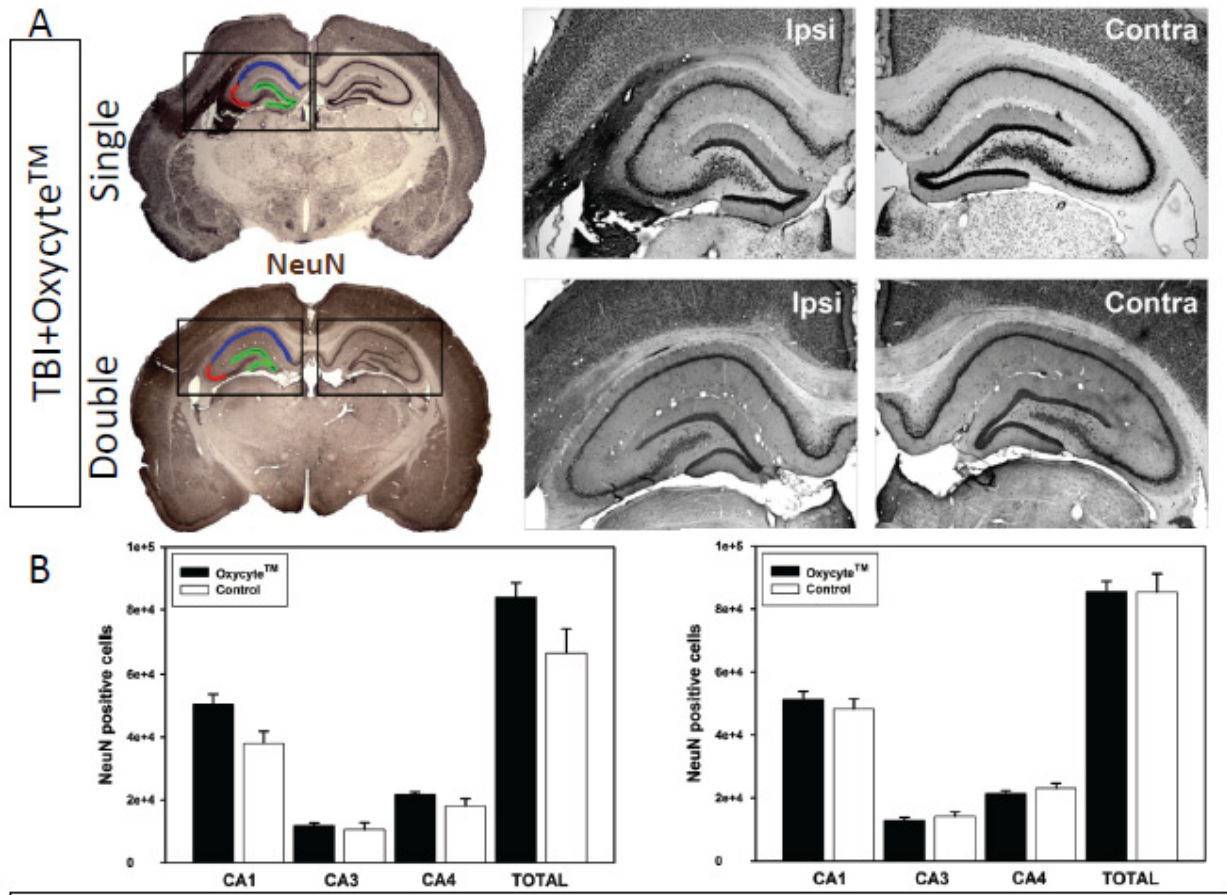 A
TBI+Oxycyte™
Single
Ipsi
Contra
NeuN
Double
Ipsi
Contra
B
1e+5
8e+4
6e+4
4e+4
2e+4
0
NeuN positive cells
Oxycyte™
Control
CA1 CA3 CA4 TOTAL
1e+5
8e+4
6e+4
4e+4
2e+4
0
NeuN positive cells
Oxycyte™
Control
CA1 CA3 CA4 TOTAL